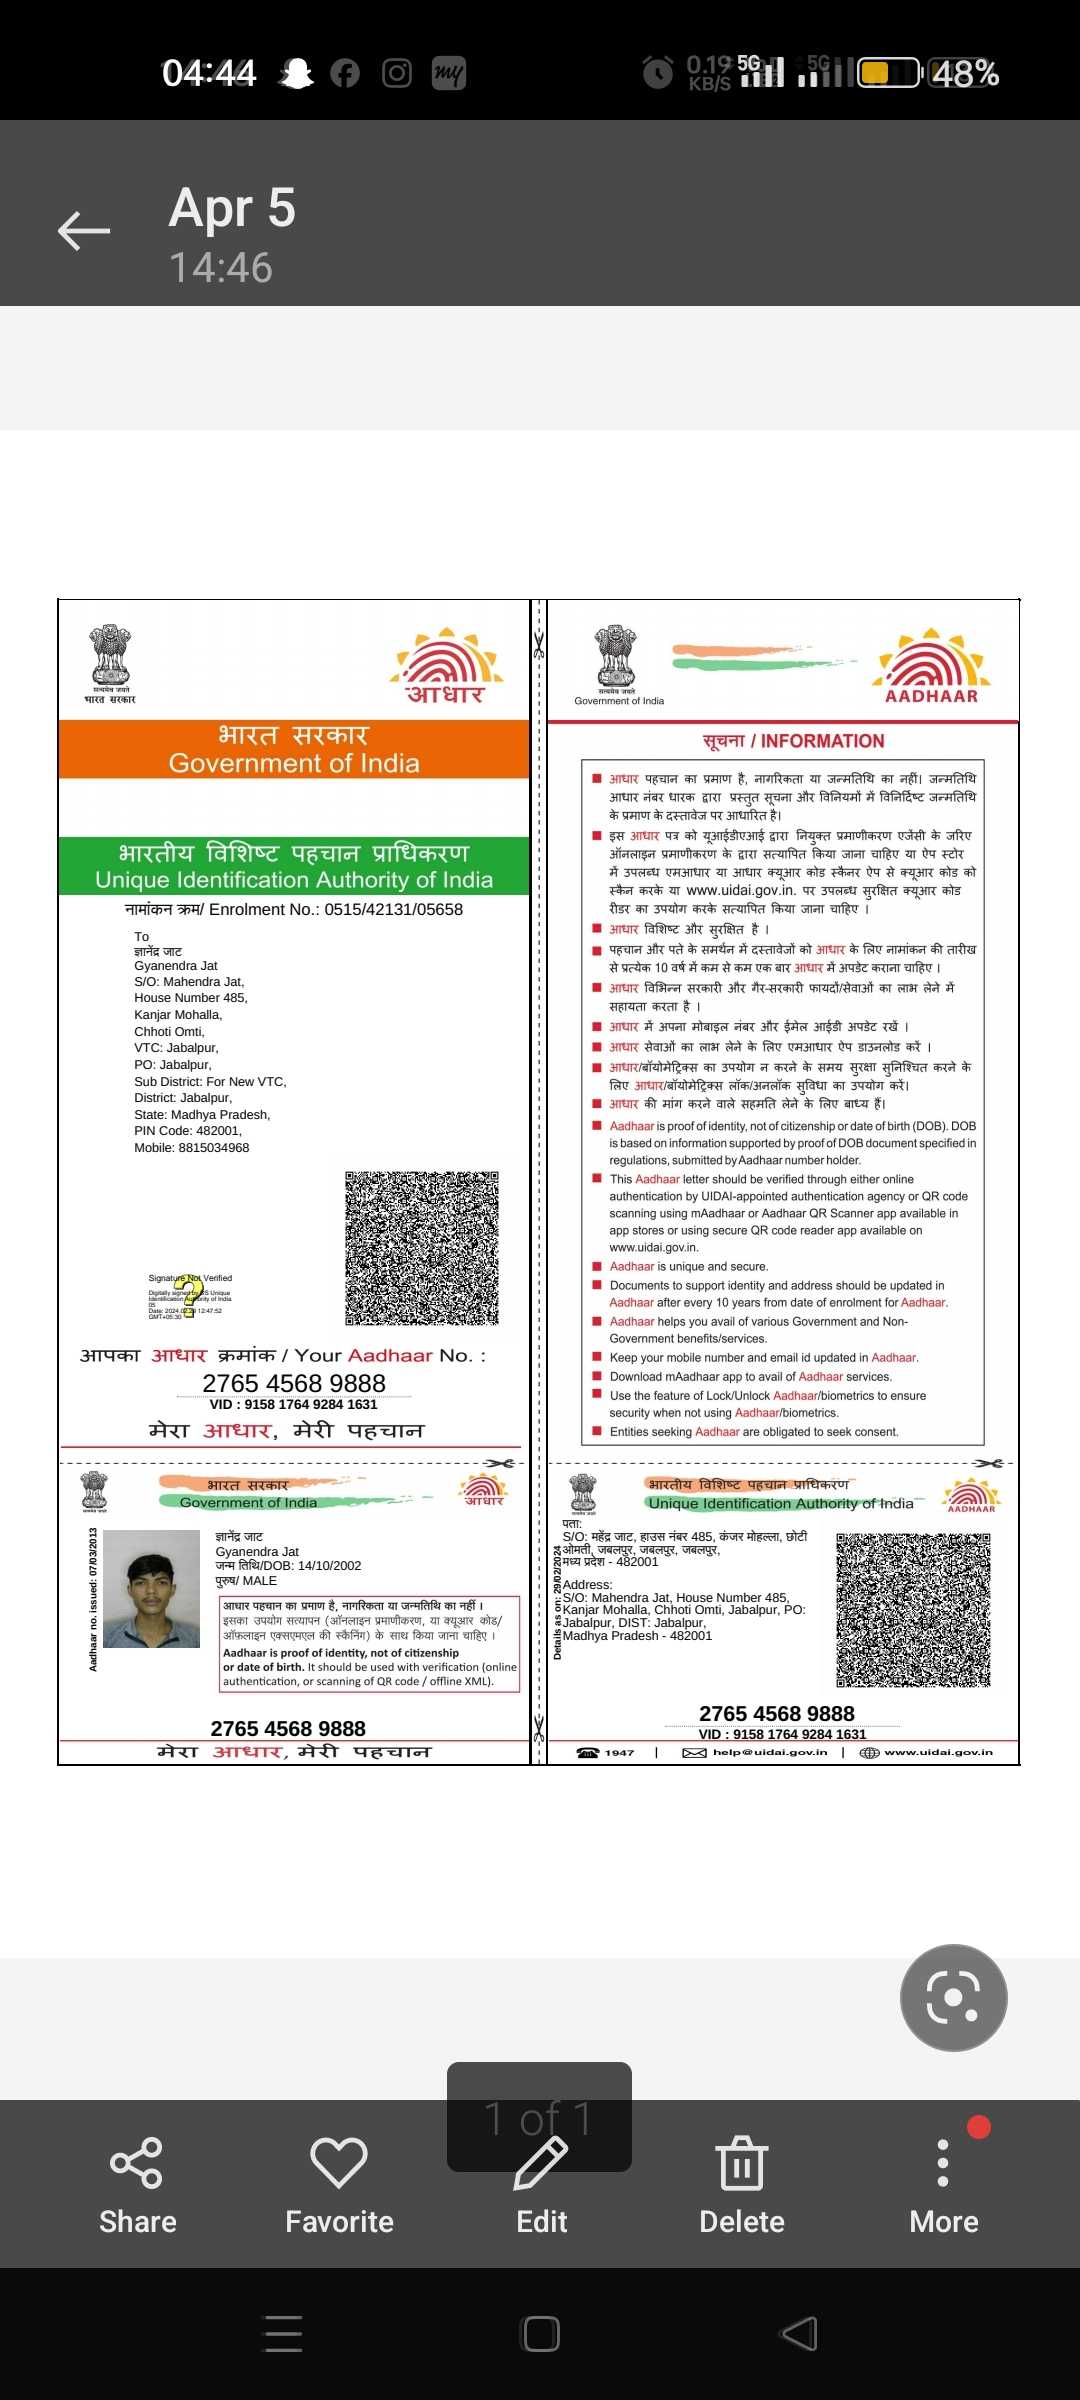 04:44
my
0.19
KB/S
5G
5G
48%
Apr 5
14:46
सत्यमेव जयते
भारत सरकार
आधार
भारत सरकार
Government of India
भारतीय विशिष्ट पहचान प्राधिकरण
Unique Identification Authority of India
नामांकन क्रम/ Enrolment No.: 0515/42131/05658
To
ज्ञानेंद्र जाट
Gyanendra Jat
S/O: Mahendra Jat,
House Number 485,
Kanjar Mohalla,
Chhoti Omti,
VTC: Jabalpur,
PO: Jabalpur,
Sub District: For New VTC,
District: Jabalpur,
State: Madhya Pradesh,
PIN Code: 482001,
Mobile: 8815034968
Signature Not Verified
Digitally signed by DS Unique
Identification Authority of India
05
Date: 2024.02.29 12:47:52
GMT+05:30
आपका आधार क्रमांक / Your Aadhaar No. :
2765 4568 9888
VID : 9158 1764 9284 1631
मेरा आधार, मेरी पहचान
सत्यमेव जयते
Government of India
AADHAAR
सूचना / INFORMATION
आधार पहचान का प्रमाण है, नागरिकता या जन्मतिथि का नहीं। जन्मतिथि
आधार नंबर धारक द्वारा प्रस्तुत सूचना और विनियमों में विनिर्दिष्ट जन्मतिथि
के प्रमाण के दस्तावेज पर आधारित है।
इस आधार पत्र को यूआईडीएआई द्वारा नियुक्त प्रमाणीकरण एजेंसी के जरिए
ऑनलाइन प्रमाणीकरण के द्वारा सत्यापित किया जाना चाहिए या ऐप स्टोर
में उपलब्ध एमआधार या आधार क्यूआर कोड स्कैनर ऐप से क्यूआर कोड को
स्कैन करके या www.uidai.gov.in. पर उपलब्ध सुरक्षित क्यूआर कोड
रीडर का उपयोग करके सत्यापित किया जाना चाहिए ।
आधार विशिष्ट और सुरक्षित है ।
पहचान और पते के समर्थन में दस्तावेजों को आधार के लिए नामांकन की तारीख
से प्रत्येक 10 वर्ष में कम से कम एक बार आधार में अपडेट कराना चाहिए ।
आधार विभिन्न सरकारी और गैर-सरकारी फायदों/सेवाओं का लाभ लेने में
सहायता करता है ।
आधार में अपना मोबाइल नंबर और ईमेल आईडी अपडेट रखें ।
आधार सेवाओं का लाभ लेने के लिए एमआधार ऐप डाउनलोड करें ।
आधार/बॉयोमेट्रिक्स का उपयोग न करने के समय सुरक्षा सुनिश्चित करने के
लिए आधार/बॉयोमेट्रिक्स लॉक/अनलॉक सुविधा का उपयोग करें।
आधार की मांग करने वाले सहमति लेने के लिए बाध्य हैं।
Aadhaar is proof of identity, not of citizenship or date of birth (DOB). DOB
is based on information supported by proof of DOB document specified in
regulations, submitted by Aadhaar number holder.
This Aadhaar letter should be verified through either online
authentication by UIDAI-appointed authentication agency or QR code
scanning using mAadhaar or Aadhaar QR Scanner app available in
app stores or using secure QR code reader app available on
www.uidai.gov.in.
Aadhaar is unique and secure.
Documents to support identity and address should be updated in
Aadhaar after every 10 years from date of enrolment for Aadhaar.
Aadhaar helps you avail of various Government and Non-
Government benefits/services.
Keep your mobile number and email id updated in Aadhaar.
Download mAadhaar app to avail of Aadhaar services.
Use the feature of Lock/Unlock Aadhaar/biometrics to ensure
security when not using Aadhaar/biometrics.
Entities seeking Aadhaar are obligated to seek consent.
भारत सरकार
Government of India
आधार
Aadhaar no. issued: 07/03/2013
ज्ञानेंद्र जाट
Gyanendra Jat
जन्म तिथि/DOB: 14/10/2002
पुरुष/ MALE
आधार पहचान का प्रमाण है, नागरिकता या जन्मतिथि का नहीं ।
इसका उपयोग सत्यापन (ऑनलाइन प्रमाणीकरण, या क्यूआर कोड/
ऑफ़लाइन एक्सएमएल की स्कैनिंग) के साथ किया जाना चाहिए ।
Aadhaar is proof of identity, not of citizenship
or date of birth. It should be used with verification (online
authentication, or scanning of QR code / offline XML).
2765 4568 9888
मेरा आधार, मेरी पहचान
भारतीय विशिष्ट पहचान प्राधिकरण
Unique Identification Authority of India
AADHAAR
Details as on: 29/02/2024
पता:
S/O: महेंद्र जाट, हाउस नंबर 485, कंजर मोहल्ला, छोटी
ओमती, जबलपुर, जबलपुर, जबलपुर,
मध्य प्रदेश - 482001
Address:
S/O: Mahendra Jat, House Number 485,
Kanjar Mohalla, Chhoti Omti, Jabalpur, PO:
Jabalpur, DIST: Jabalpur,
Madhya Pradesh - 482001
2765 4568 9888
VID : 9158 1764 9284 1631
1947 | help@uidai.gov.in | www.uidai.gov.in
1 of 1
Share
Favorite
Edit
Delete
More